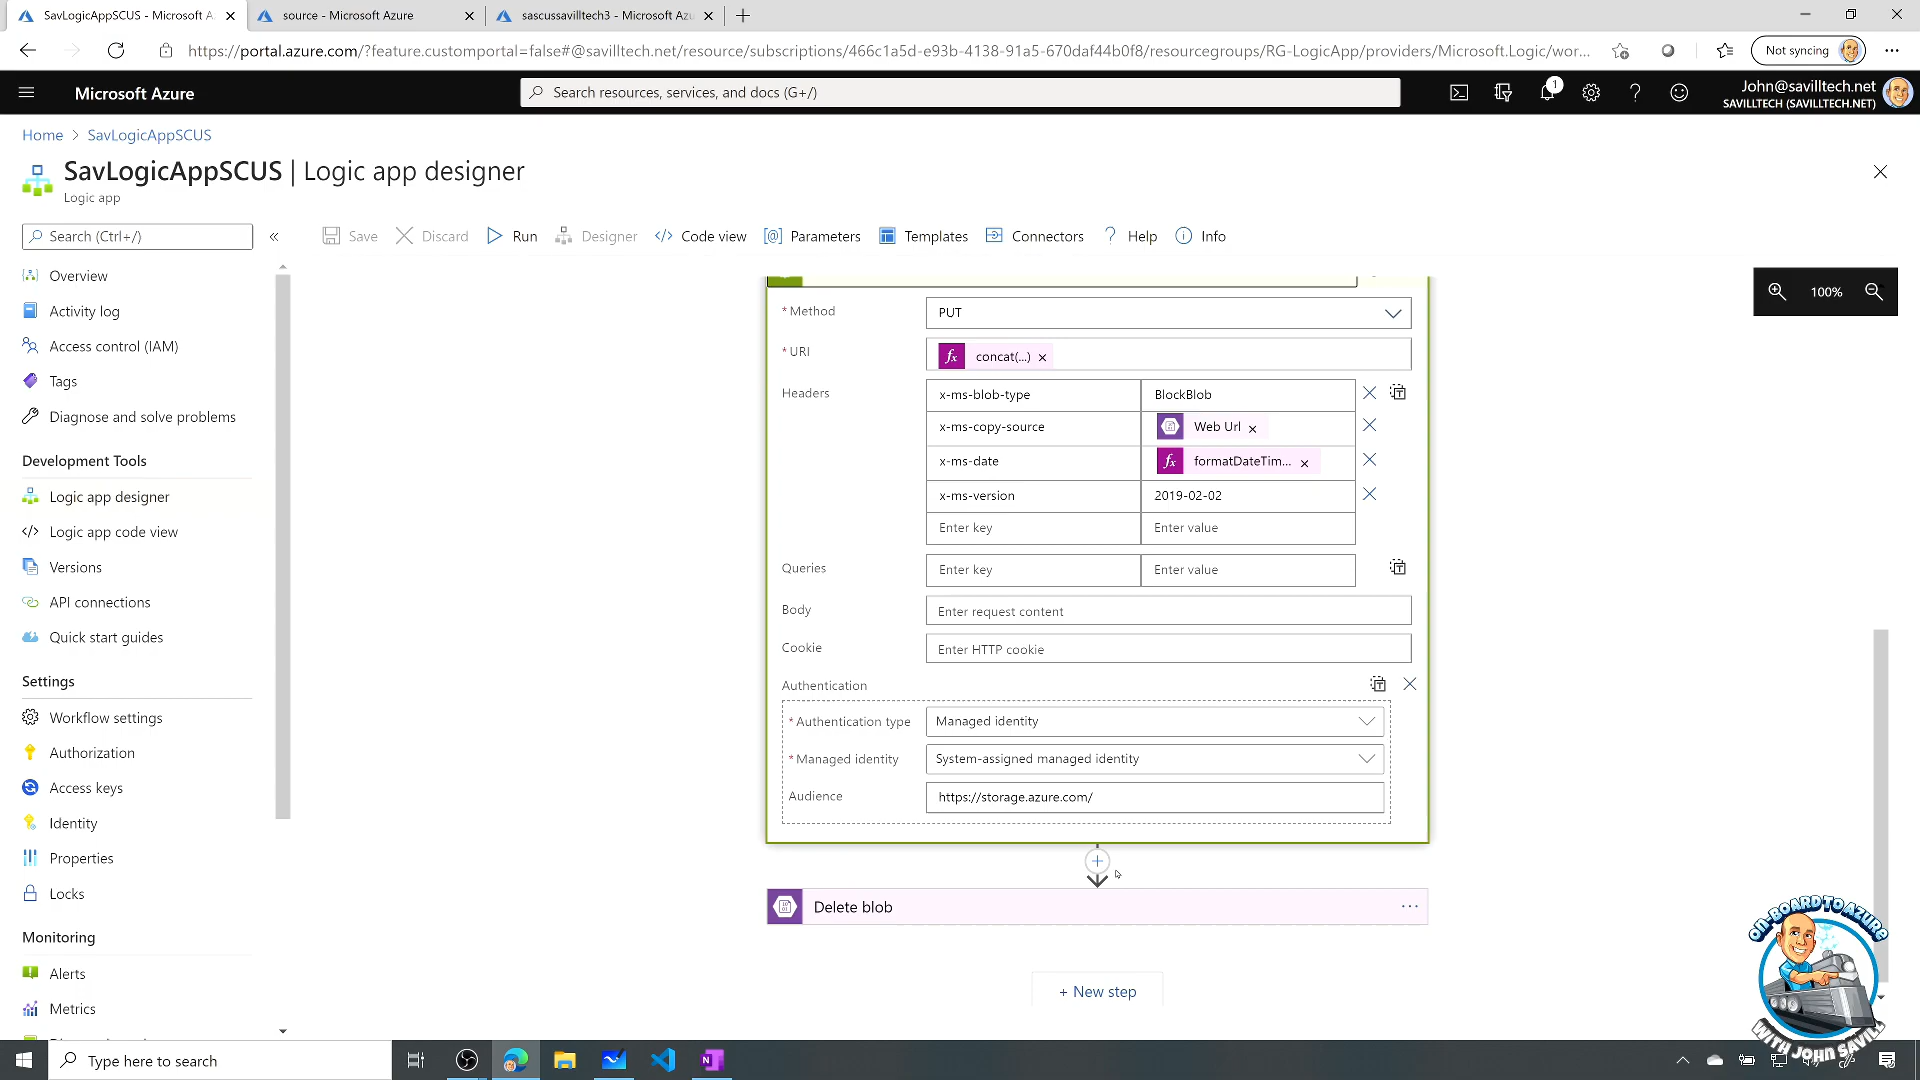 SavLogicAppSCUS - Microsoft A
source - Microsoft Azure
sascussavilltech3 - Microsoft Azu
https://portal.azure.com/?feature.customportal=false#@savilltech.net/resource/subscriptions/466c1a5d-e93b-4138-91a5-670daf44b0f8/resourcegroups/RG-LogicApp/providers/Microsoft.Logic/wor...
Not syncing
Microsoft Azure
Search resources, services, and docs (G+/)
1
John@savilltech.net
SAVILLTECH (SAVILLTECH.NET)
Home > SavLogicAppSCUS
SavLogicAppSCUS | Logic app designer
Logic app
Search (Ctrl+/)
Save
Discard
Run
Designer
Code view
Parameters
Templates
Connectors
Help
Info
Overview
Activity log
Access control (IAM)
Tags
Diagnose and solve problems
Development Tools
Logic app designer
Logic app code view
Versions
API connections
Quick start guides
Settings
Workflow settings
Authorization
Access keys
Identity
Properties
Locks
Monitoring
Alerts
Metrics
100%
* Method
PUT
* URI
fx concat(...) ×
Headers
x-ms-blob-type
BlockBlob
x-ms-copy-source
Web Url ×
x-ms-date
fx formatDateTim... ×
x-ms-version
2019-02-02
Enter key
Enter value
Queries
Enter key
Enter value
Body
Enter request content
Cookie
Enter HTTP cookie
Authentication
* Authentication type
Managed identity
* Managed identity
System-assigned managed identity
Audience
https://storage.azure.com/
Delete blob
+ New step
ON-BOARD TO AZURE
WITH JOHN SAVILL
Type here to search